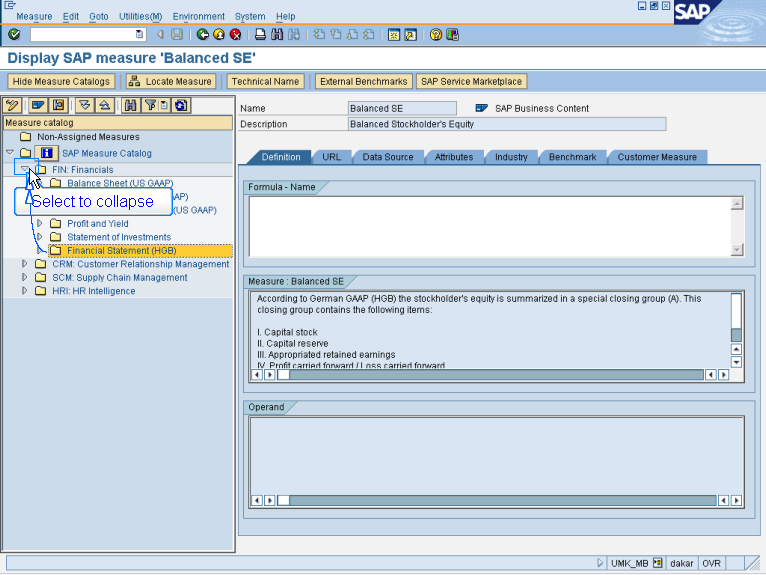 Measure Edit Goto Utilities(M) Environment System Help
SAP
Display SAP measure 'Balanced SE'
Hide Measure Catalogs Locate Measure Technical Name External Benchmarks SAP Service Marketplace
Measure catalog
Non-Assigned Measures
SAP Measure Catalog
FIN: Financials
Balance Sheet (US GAAP)
AP)
Select to collapse
(US GAAP)
Profit and Yield
Statement of Investments
Financial Statement (HGB)
CRM: Customer Relationship Management
SCM: Supply Chain Management
HRI: HR Intelligence
Name Balanced SE SAP Business Content
Description Balanced Stockholder's Equity
Definition URL Data Source Attributes Industry Benchmark Customer Measure
Formula - Name
Measure : Balanced SE
According to German GAAP (HGB) the stockholder's equity is summarized in a special closing group (A). This
closing group contains the following items:
I. Capital stock
II. Capital reserve
III. Appropriated retained earnings
IV. Profit carried forward / Loss carried forward
Operand
UMK_MB dakar OVR